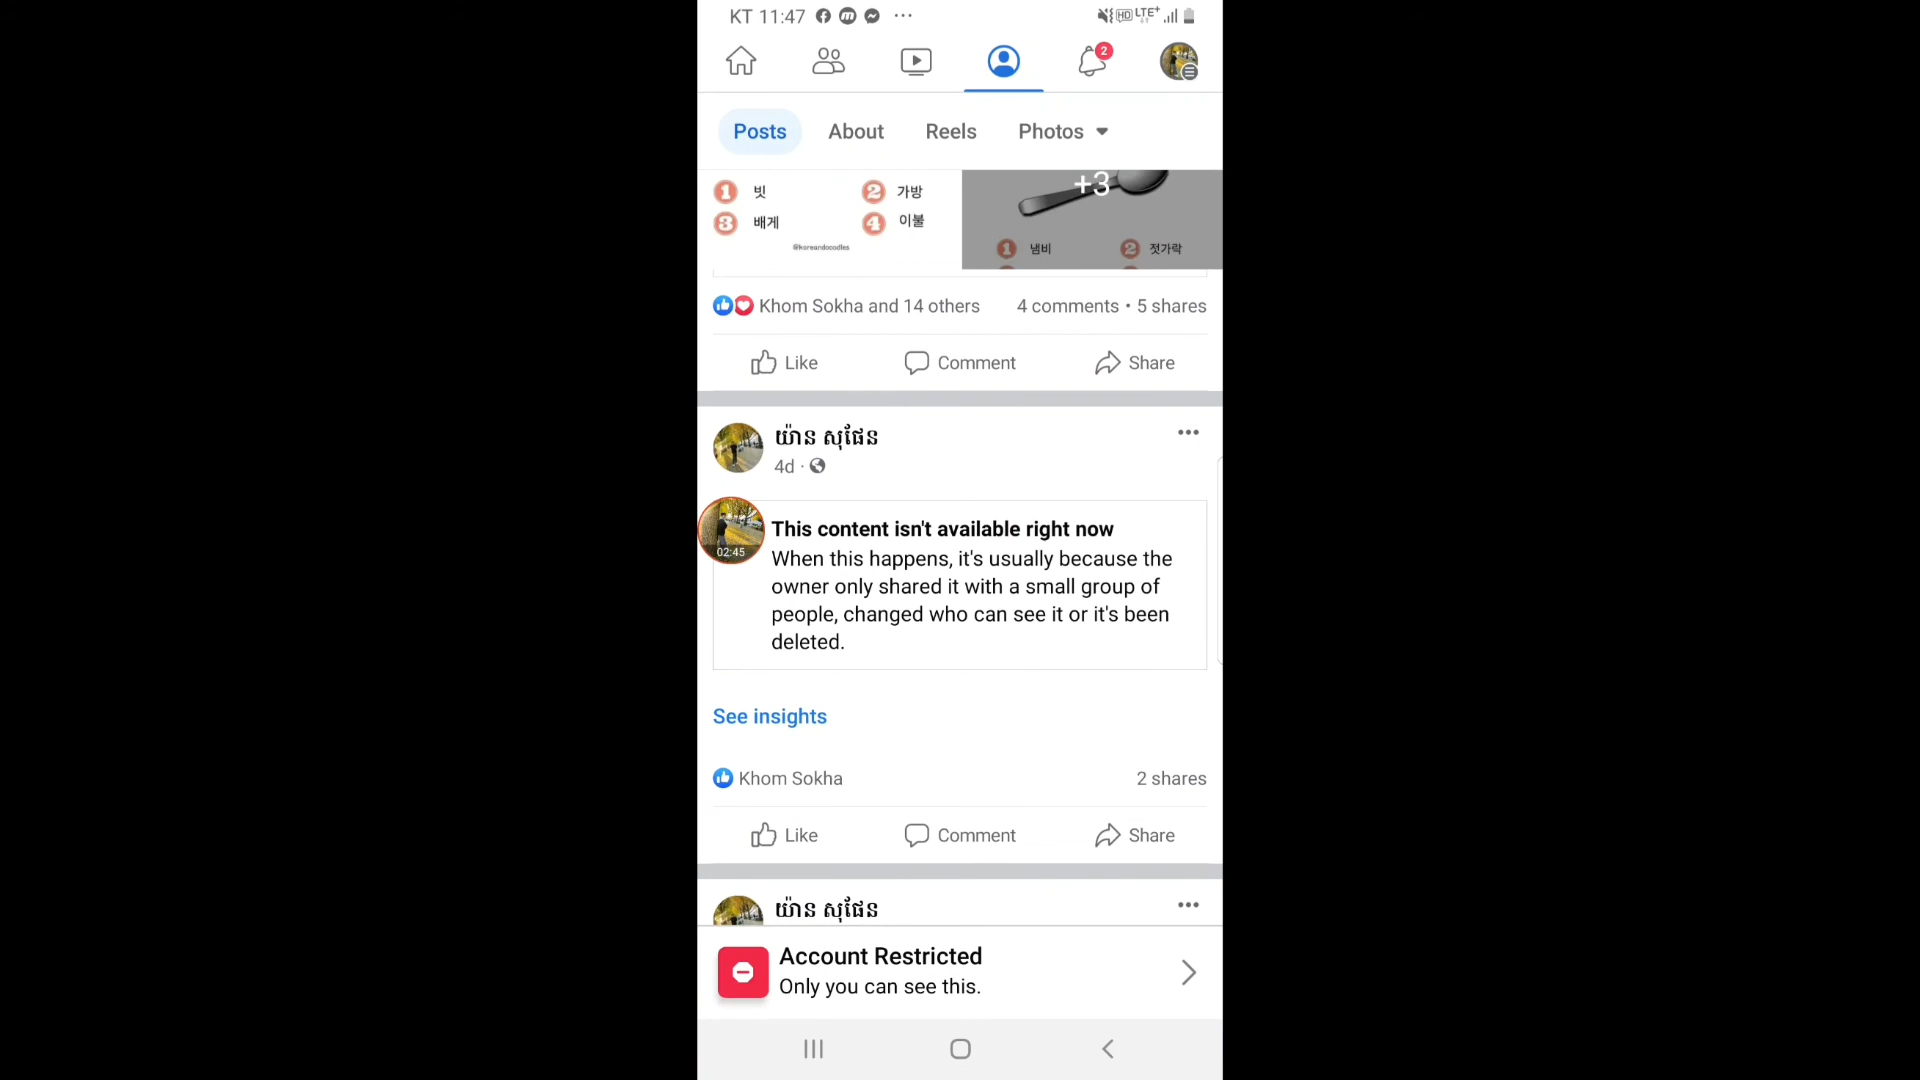 KT 11:47
HD LTE+
2
Posts About Reels Photos
1 빗 2 가방
3 배게 4 이불
@koreandocodles
+3
1 냄비 2 젓가락
Khom Sokha and 14 others 4 comments • 5 shares
Like Comment Share
យ៉ាន សុផែន
4d ·
02:45
This content isn't available right now
When this happens, it's usually because the
owner only shared it with a small group of
people, changed who can see it or it's been
deleted.
See insights
Khom Sokha 2 shares
Like Comment Share
យ៉ាន សុផែន
Account Restricted
Only you can see this.